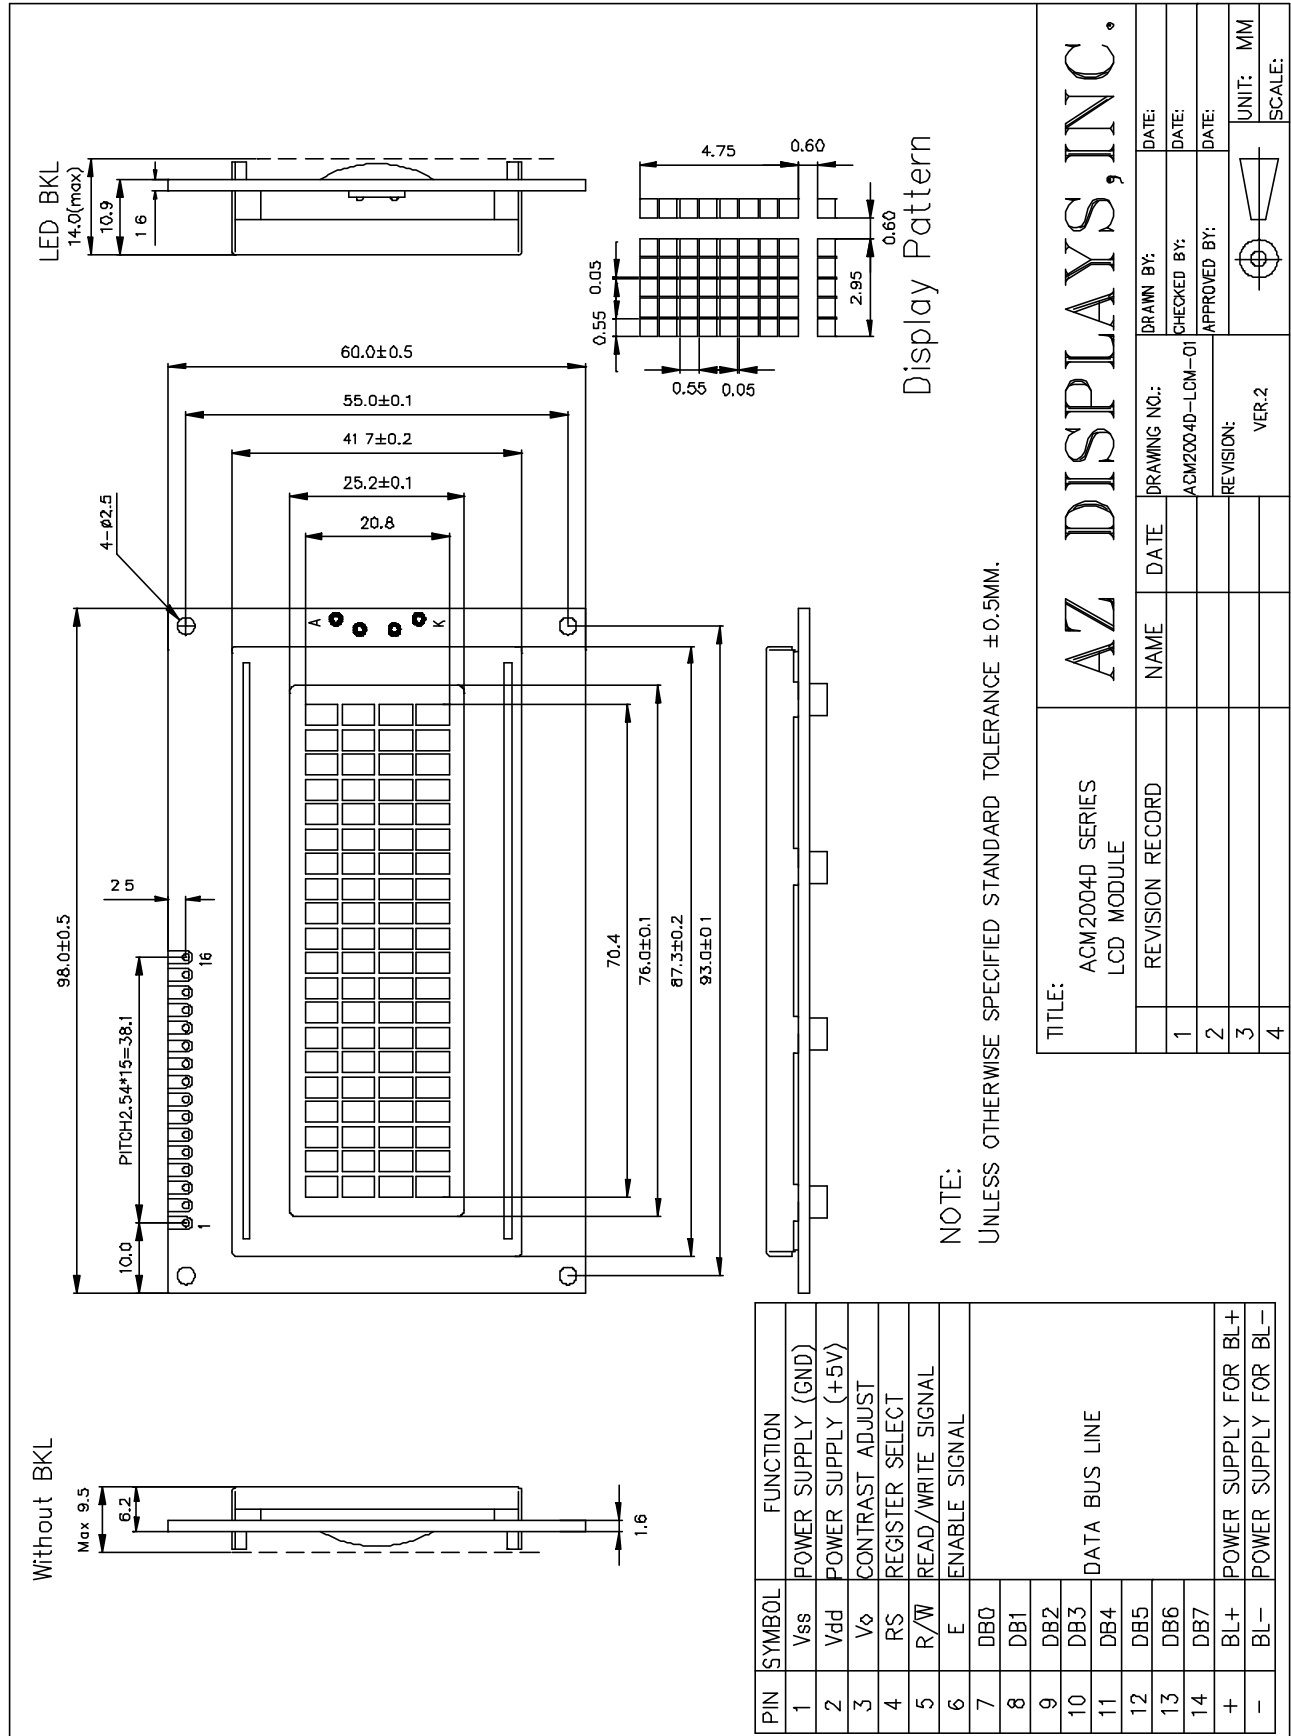 Without BKL
Max 9.5
6.2
1.6
98.0±0.5
10.0
PITCH2.54*15=38.1
2 5
4-ø2.5
1
16
A
K
60.0±0.5
55.0±0.1
41 7±0.2
25.2±0.1
20.8
70.4
76.0±0.1
87.3±0.2
93.0±0 1
LED BKL
14.0(max)
10.9
1 6
0.55
0.05
4.75
0.60
0.55
0.05
2.95
0.60
Display Pattern
NOTE:
UNLESS OTHERWISE SPECIFIED STANDARD TOLERANCE ±0.5MM.
PIN SYMBOL FUNCTION
1 Vss POWER SUPPLY (GND)
2 Vdd POWER SUPPLY (+5V)
3 Vo CONTRAST ADJUST
4 RS REGISTER SELECT
5 R/W̅ READ/WRITE SIGNAL
6 E ENABLE SIGNAL
7 DB0
8 DB1
9 DB2
10 DB3 DATA BUS LINE
11 DB4
12 DB5
13 DB6
14 DB7
+ BL+ POWER SUPPLY FOR BL+
- BL- POWER SUPPLY FOR BL-
TITLE:
ACM2004D SERIES
LCD MODULE
AZ DISPLAYS,INC.
REVISION RECORD NAME DATE
1
2
3
4
DRAWING NO.:
ACM2004D-LCM-01
REVISION:
VER.2
DRAWN BY: DATE:
CHECKED BY: DATE:
APPROVED BY: DATE:
UNIT: MM
SCALE: